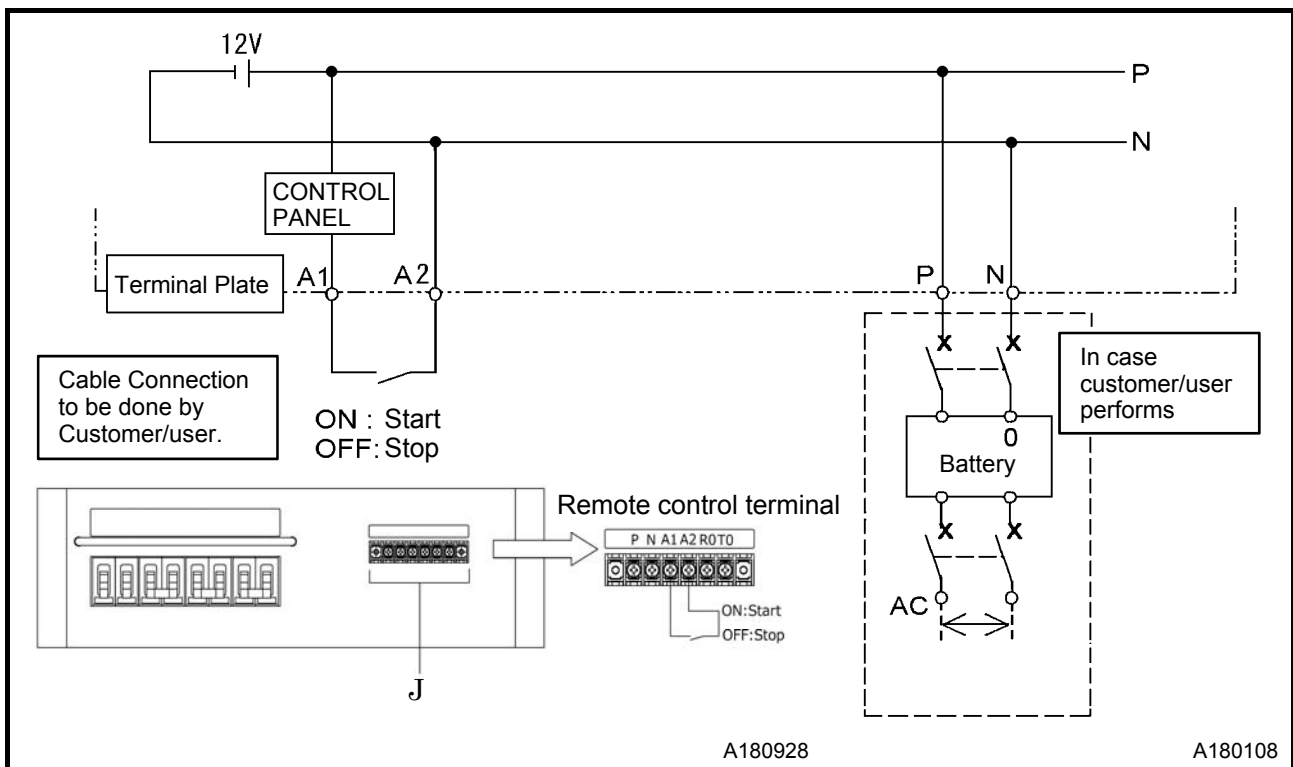 12V
P
N
CONTROL
PANEL
Terminal Plate
A1
A2
P
N
Cable Connection
to be done by
Customer/user.
ON : Start
OFF: Stop
In case
customer/user
performs
0
Battery
AC
Remote control terminal
P N A1 A2 R0 T0
ON:Start
OFF:Stop
J
A180928
A180108